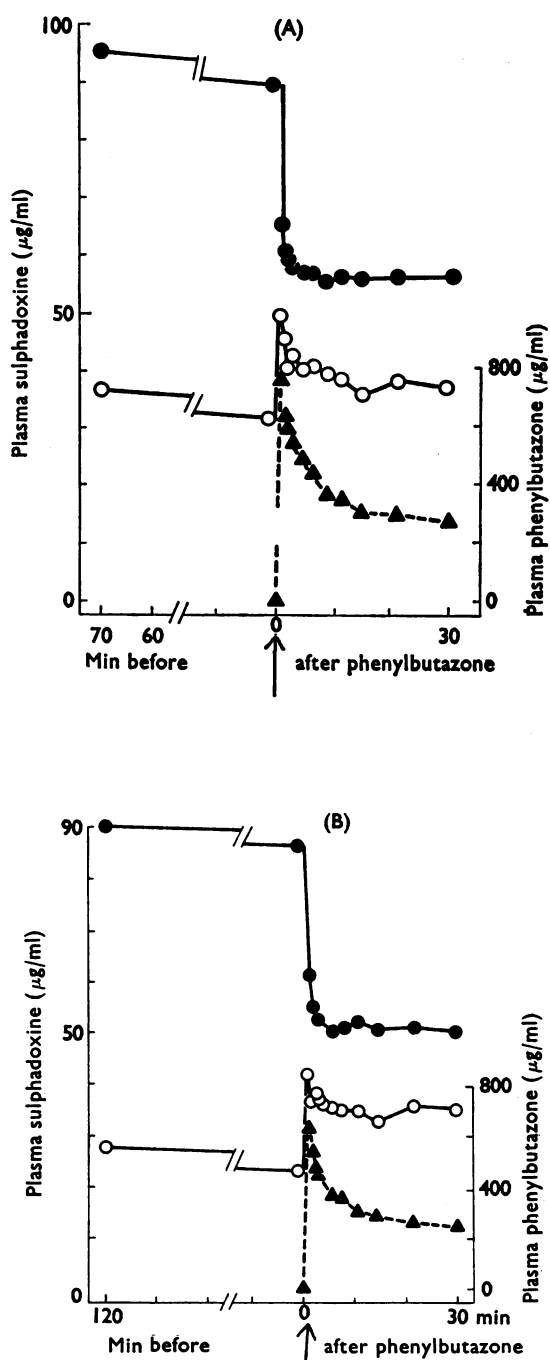 (A)
100
50
0
Plasma sulphadoxine (μg/ml)
800
400
0
Plasma phenylbutazone (μg/ml)
70 60 0 30
Min before after phenylbutazone
(B)
90
50
0
Plasma sulphadoxine (μg/ml)
800
400
0
Plasma phenylbutazone (μg/ml)
120 0 30 min
Min before after phenylbutazone